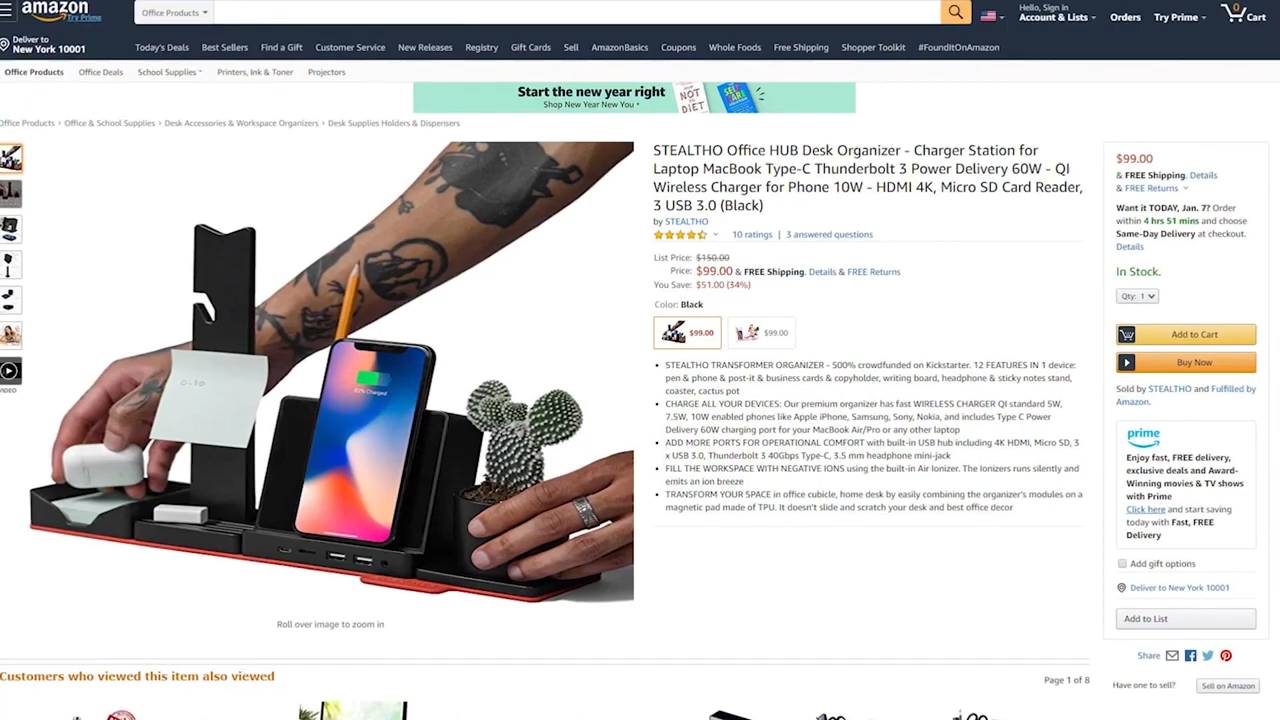 amazon
Try Prime
Office Products
Hello, Sign in
Account & Lists
Orders
Try Prime
0
Cart
Deliver to
New York 10001
Today's Deals
Best Sellers
Find a Gift
Customer Service
New Releases
Registry
Gift Cards
Sell
AmazonBasics
Coupons
Whole Foods
Free Shipping
Shopper Toolkit
#FoundItOnAmazon
Office Products
Office Deals
School Supplies
Printers, Ink & Toner
Projectors
Start the new year right
Shop New Year New You
NOT
DIET
SELF
CARE
Office Products › Office & School Supplies › Desk Accessories & Workspace Organizers › Desk Supplies Holders & Dispensers
VIDEO
Roll over image to zoom in
STEALTHO Office HUB Desk Organizer - Charger Station for
Laptop MacBook Type-C Thunderbolt 3 Power Delivery 60W - QI
Wireless Charger for Phone 10W - HDMI 4K, Micro SD Card Reader,
3 USB 3.0 (Black)
by STEALTHO
10 ratings
3 answered questions
List Price: $150.00
Price: $99.00 & FREE Shipping. Details & FREE Returns
You Save: $51.00 (34%)
Color: Black
$99.00
$99.00
• STEALTHO TRANSFORMER ORGANIZER - 500% crowdfunded on Kickstarter. 12 FEATURES IN 1 device:
pen & phone & post-it & business cards & copyholder, writing board, headphone & sticky notes stand,
coaster, cactus pot
• CHARGE ALL YOUR DEVICES: Our premium organizer has fast WIRELESS CHARGER QI standard 5W,
7.5W, 10W enabled phones like Apple iPhone, Samsung, Sony, Nokia, and includes Type C Power
Delivery 60W charging port for your MacBook Air/Pro or any other laptop
• ADD MORE PORTS FOR OPERATIONAL COMFORT with built-in USB hub including 4K HDMI, Micro SD, 3
x USB 3.0, Thunderbolt 3 40Gbps Type-C, 3.5 mm headphone mini-jack
• FILL THE WORKSPACE WITH NEGATIVE IONS using the built-in Air Ionizer. The Ionizers runs silently and
emits an ion breeze
• TRANSFORM YOUR SPACE in office cubicle, home desk by easily combining the organizer's modules on a
magnetic pad made of TPU. It doesn't slide and scratch your desk and best office decor
$99.00
& FREE Shipping. Details
& FREE Returns
Want it TODAY, Jan. 7? Order
within 4 hrs 51 mins and choose
Same-Day Delivery at checkout.
Details
In Stock.
Qty: 1
Add to Cart
Buy Now
Sold by STEALTHO and Fulfilled by
Amazon.
prime
Enjoy fast, FREE delivery,
exclusive deals and Award-
Winning movies & TV shows
with Prime
Click here and start saving
today with Fast, FREE
Delivery
Add gift options
Deliver to New York 10001
Add to List
Share
Have one to sell?
Sell on Amazon
Customers who viewed this item also viewed
Page 1 of 8